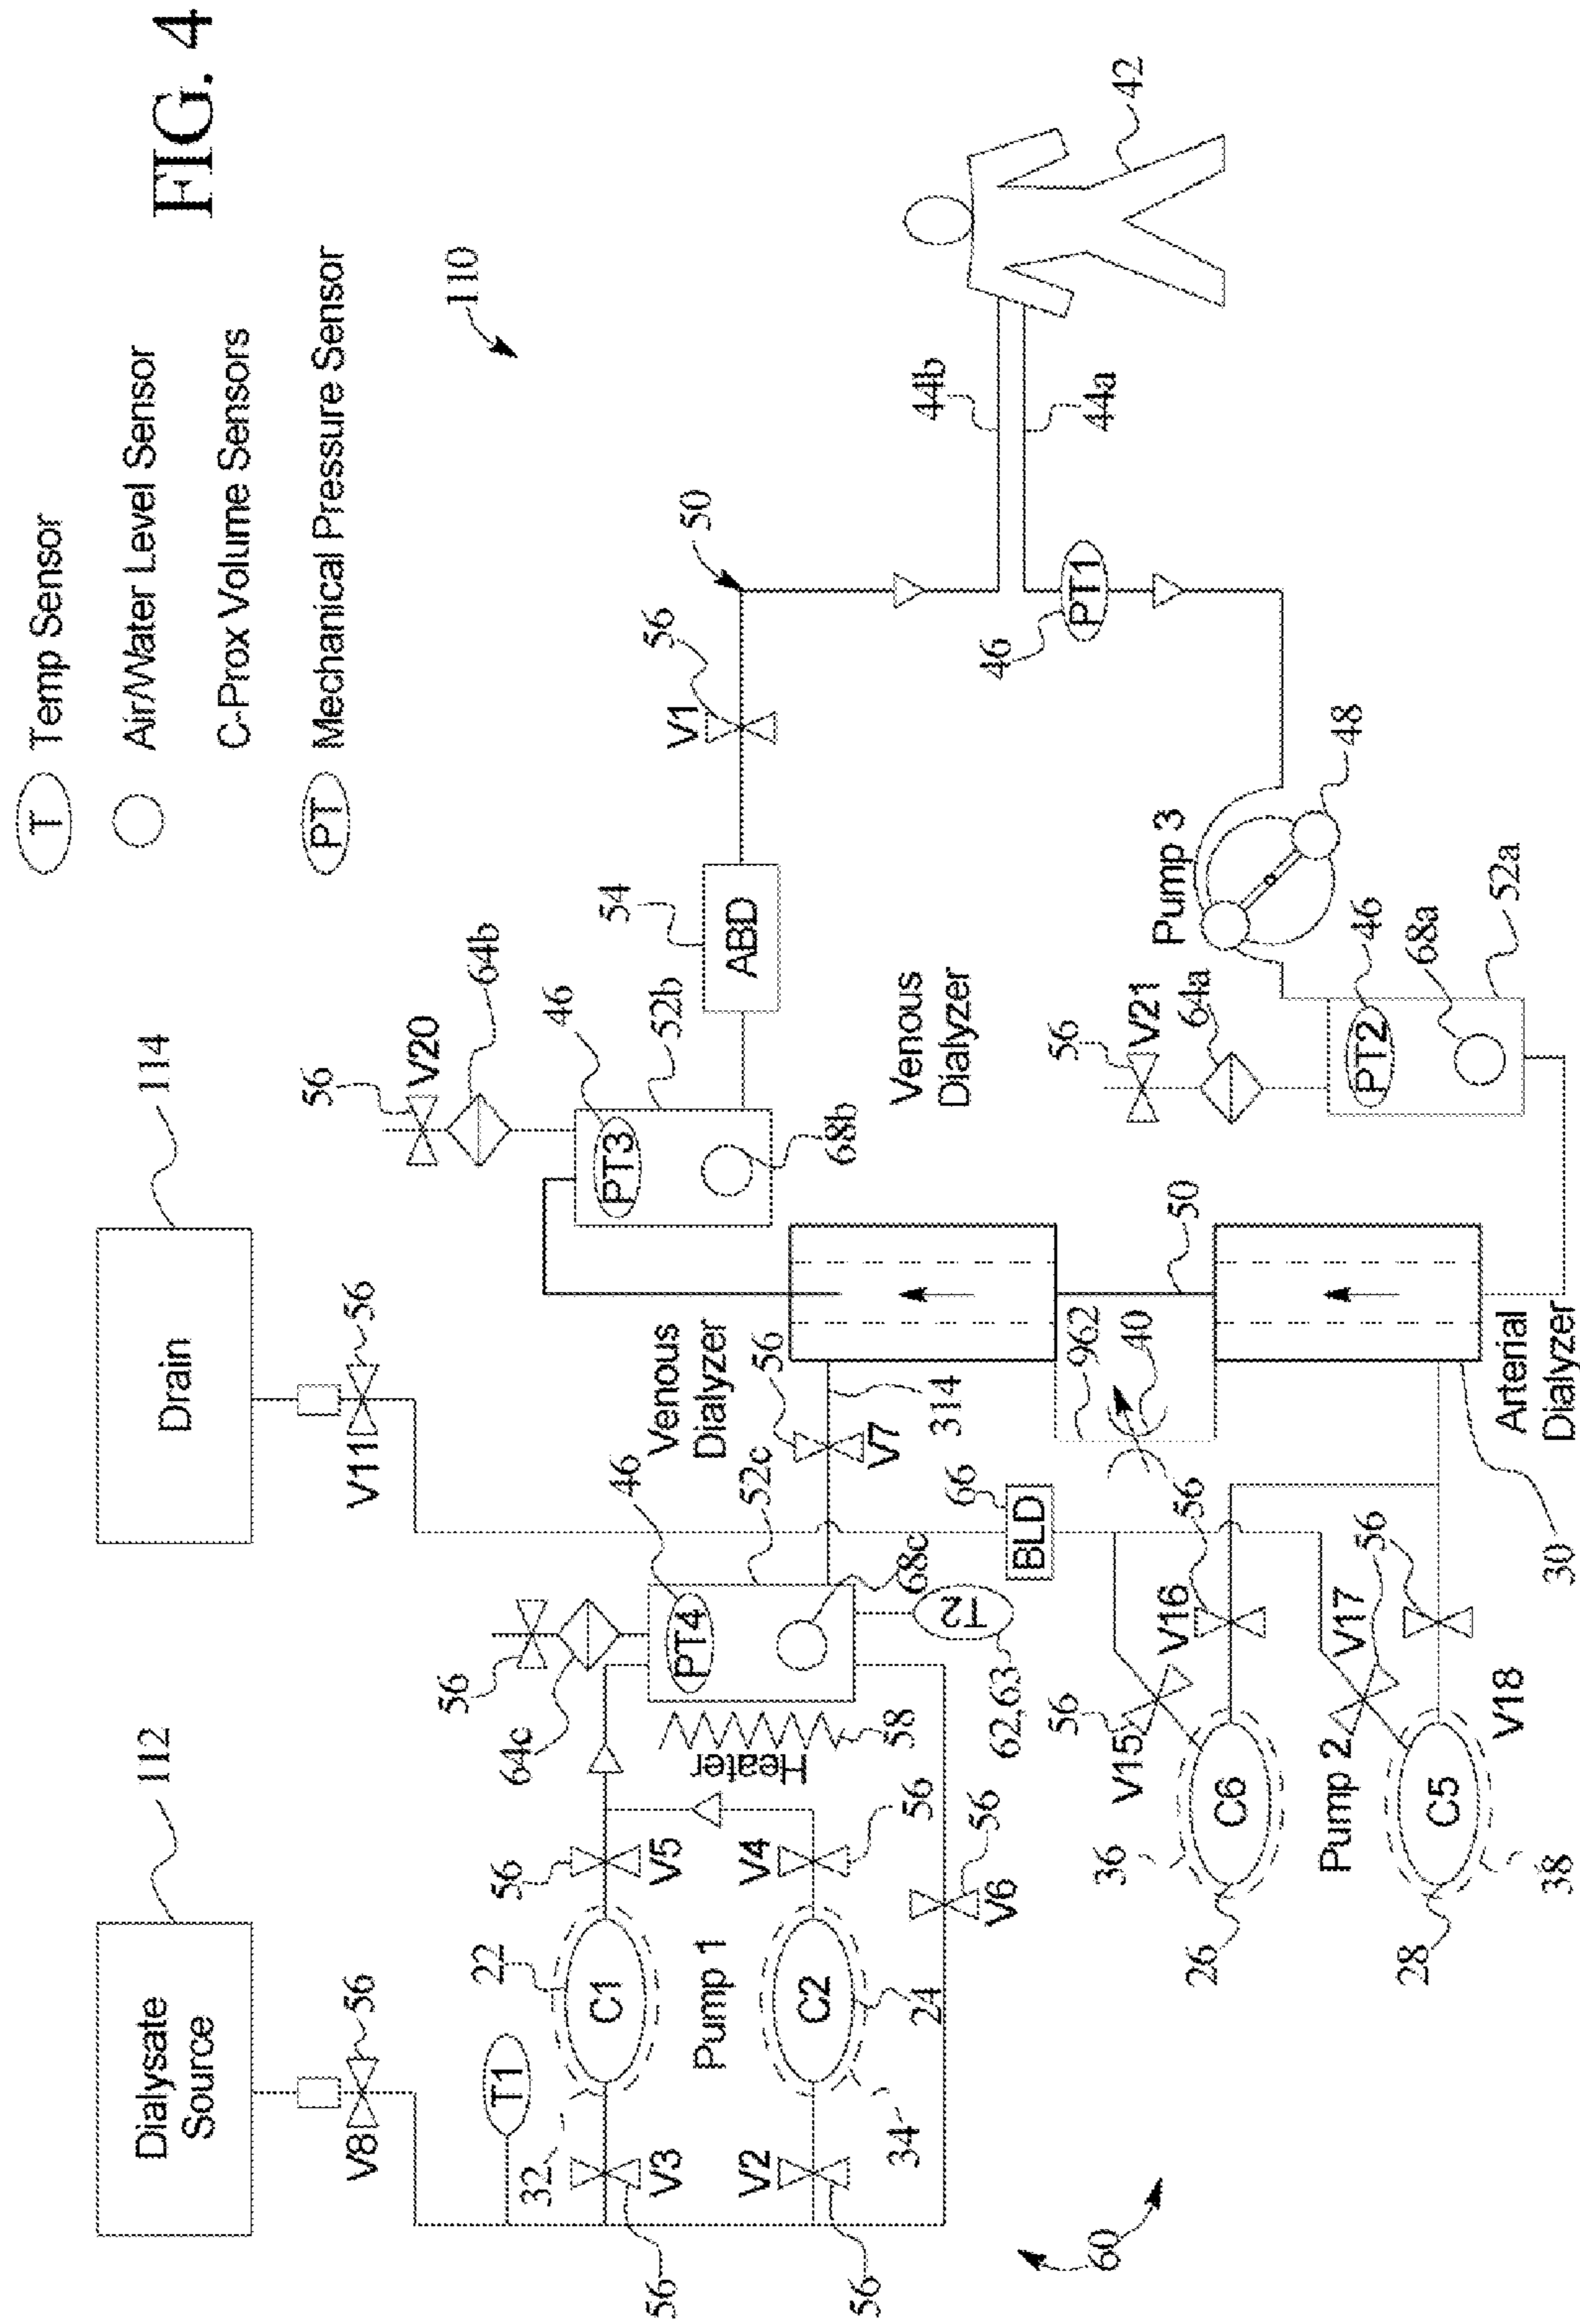 FIG. 4
T Temp Sensor
Air/Water Level Sensor
C-Prox Volume Sensors
PT Mechanical Pressure Sensor
110
112
Dialysate
Source
114
Drain
V8
56
V11
56
T1
32
22
C1
V3
56
56
V5
Pump 1
V2
56
34
C2
24
V4
56
V6
56
60
64c
56
46
PT4
52c
68c
Heater
58
T2
62,63
Venous
Dialyzer
56
V7
314
66
BLD
962
40
50
56
V20
64b
46
PT3
52b
68b
54
ABD
V1
56
50
44b
44a
42
46
PT1
Venous
Dialyzer
Pump 3
48
56
V21
64a
46
PT2
68a
52a
Arterial
Dialyzer
30
36
26
C6
V15
56
V16
56
Pump 2
V17
56
28
C5
38
V18